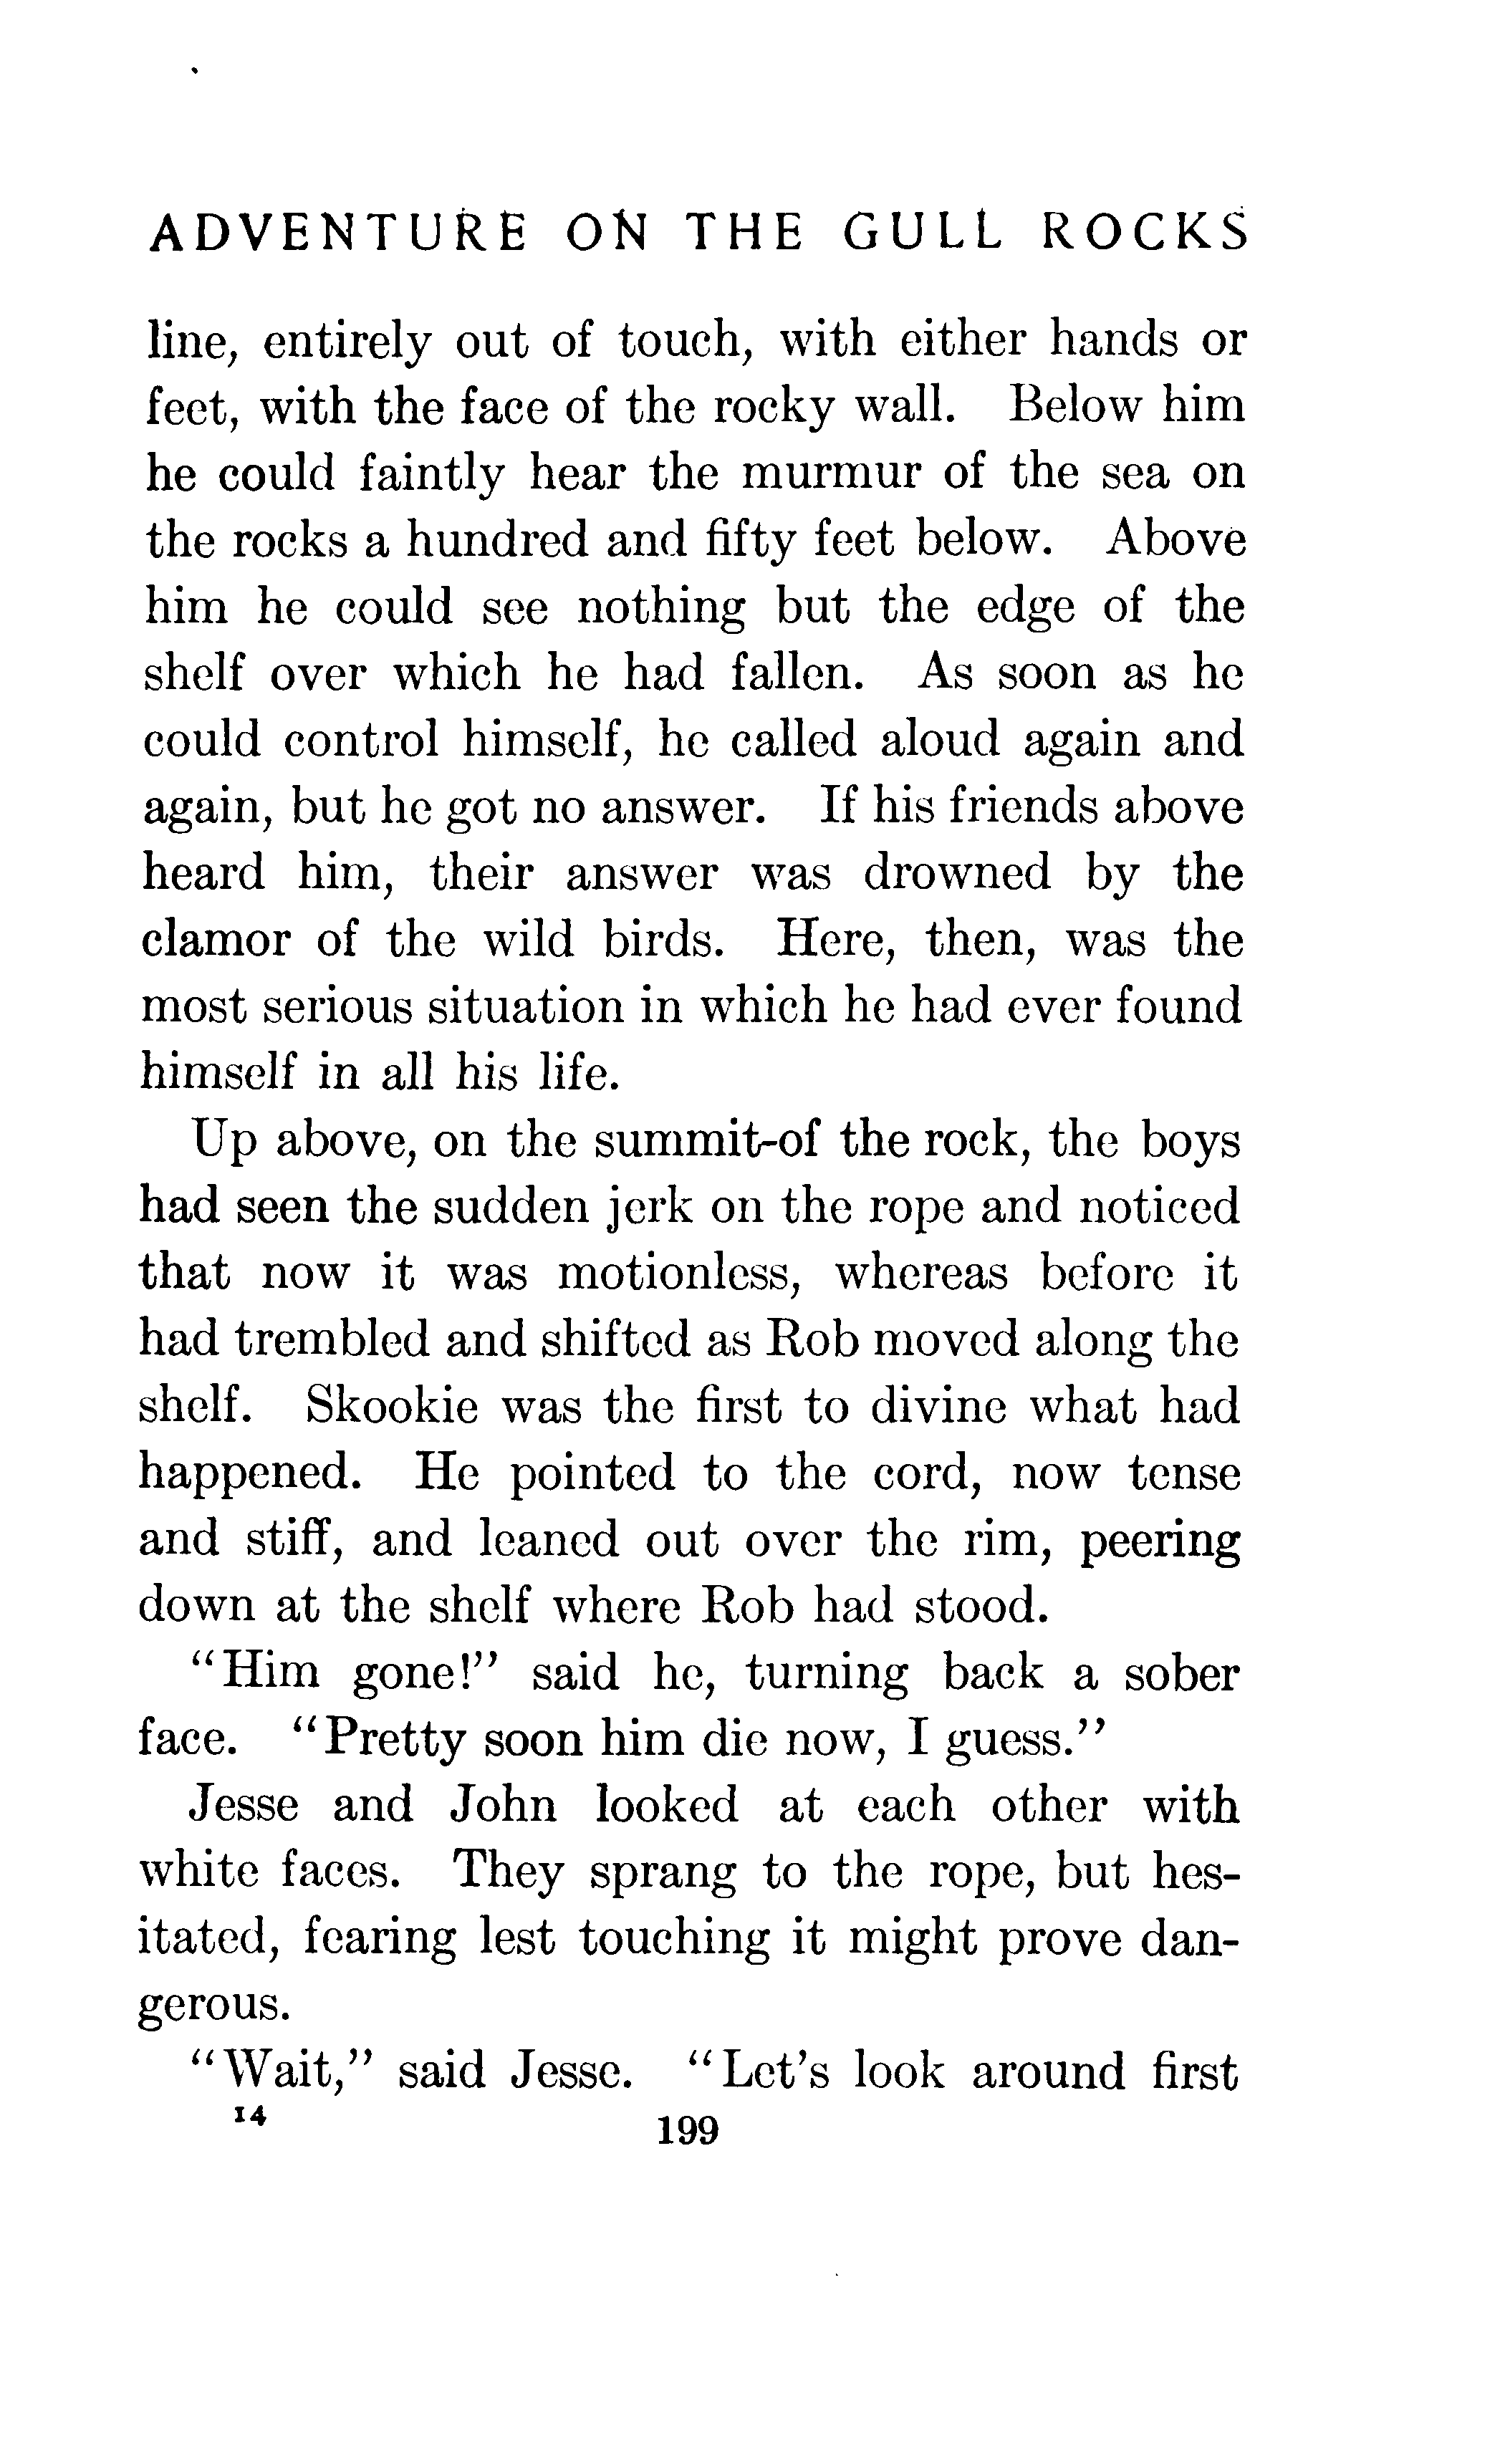 ADVENTURE ON THE GULL ROCKS
line, entirely out of touch, with either hands or
feet, with the face of the rocky wall. Below him
he could faintly hear the murmur of the sea on
the rocks a hundred and fifty feet below. Above
him he could see nothing but the edge of the
shelf over which he had fallen. As soon as he
could control himself, he called aloud again and
again, but he got no answer. If his friends above
heard him, their answer was drowned by the
clamor of the wild birds. Here, then, was the
most serious situation in which he had ever found
himself in all his life.
Up above, on the summit-of the rock, the boys
had seen the sudden jerk on the rope and noticed
that now it was motionless, whereas before it
had trembled and shifted as Rob moved along the
shelf. Skookie was the first to divine what had
happened. He pointed to the cord, now tense
and stiff, and leaned out over the rim, peering
down at the shelf where Rob had stood.
"Him gone!" said he, turning back a sober
face. "Pretty soon him die now, I guess."
Jesse and John looked at each other with
white faces. They sprang to the rope, but hes-
itated, fearing lest touching it might prove dan-
gerous.
"Wait," said Jesse. "Let's look around first
14
199